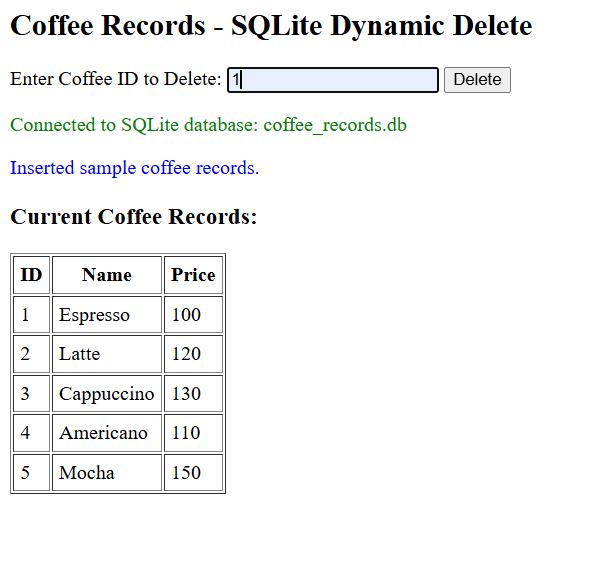 Coffee Records - SQLite Dynamic Delete
Enter Coffee ID to Delete: 1 Delete
Connected to SQLite database: coffee_records.db
Inserted sample coffee records.
Current Coffee Records:
ID Name Price
1 Espresso 100
2 Latte 120
3 Cappuccino 130
4 Americano 110
5 Mocha 150